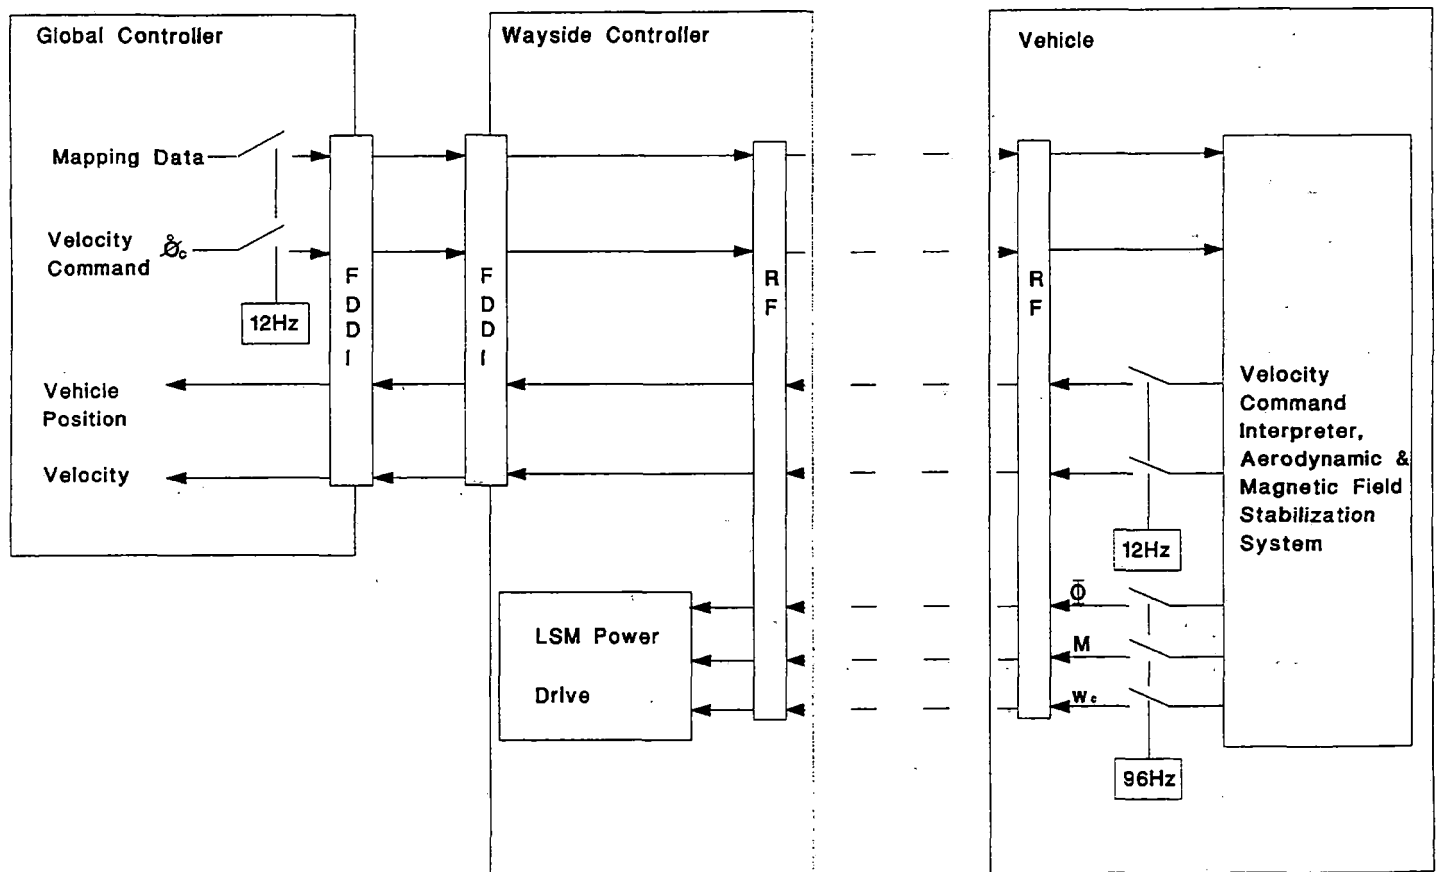 Global Controller
Wayside Controller
Vehicle
Mapping Data
Velocity
Command
12Hz
Vehicle
Position
Velocity
F
D
D
I
F
D
D
I
R
F
R
F
LSM Power
Drive
Velocity
Command
Interpreter,
Aerodynamic &
Magnetic Field
Stabilization
System
12Hz
Φ̄
M
wc
96Hz